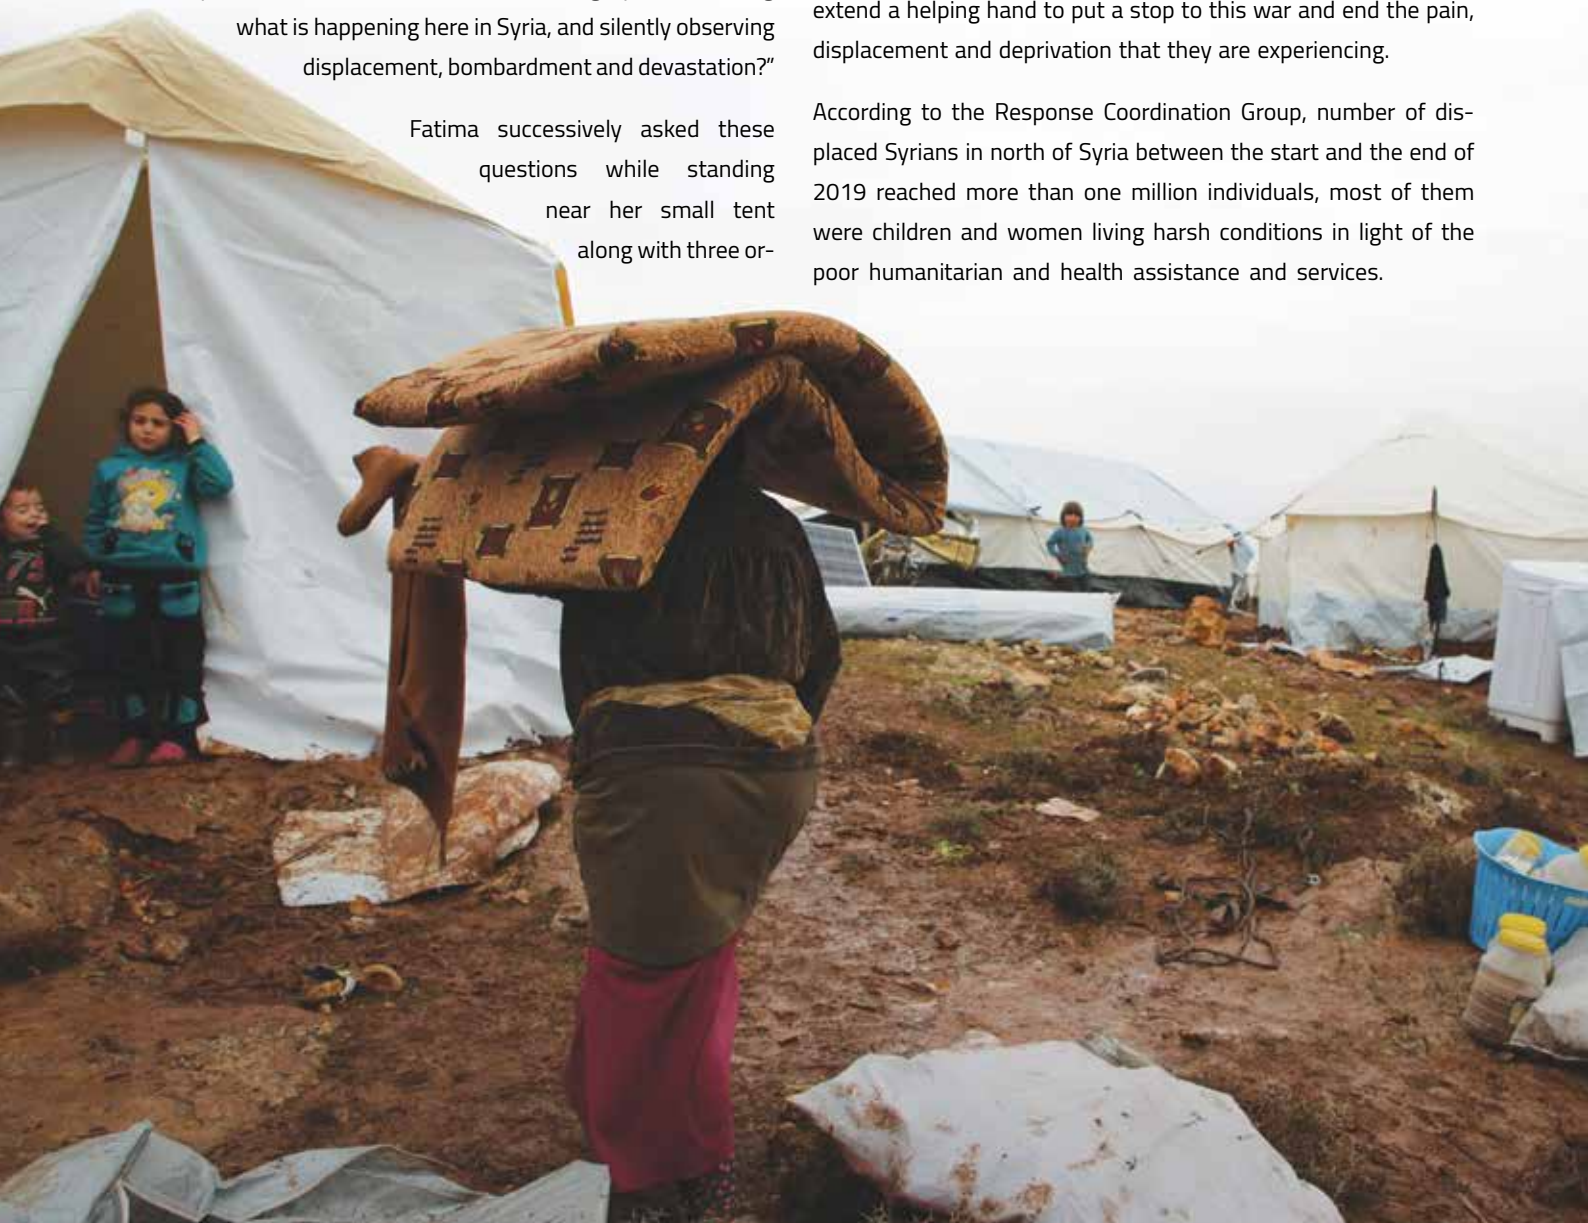 what is happening here in Syria, and silently observing
displacement, bombardment and devastation?”
Fatima successively asked these
questions while standing
near her small tent
along with three or-
extend a helping hand to put a stop to this war and end the pain,
displacement and deprivation that they are experiencing.
According to the Response Coordination Group, number of dis-
placed Syrians in north of Syria between the start and the end of
2019 reached more than one million individuals, most of them
were children and women living harsh conditions in light of the
poor humanitarian and health assistance and services.